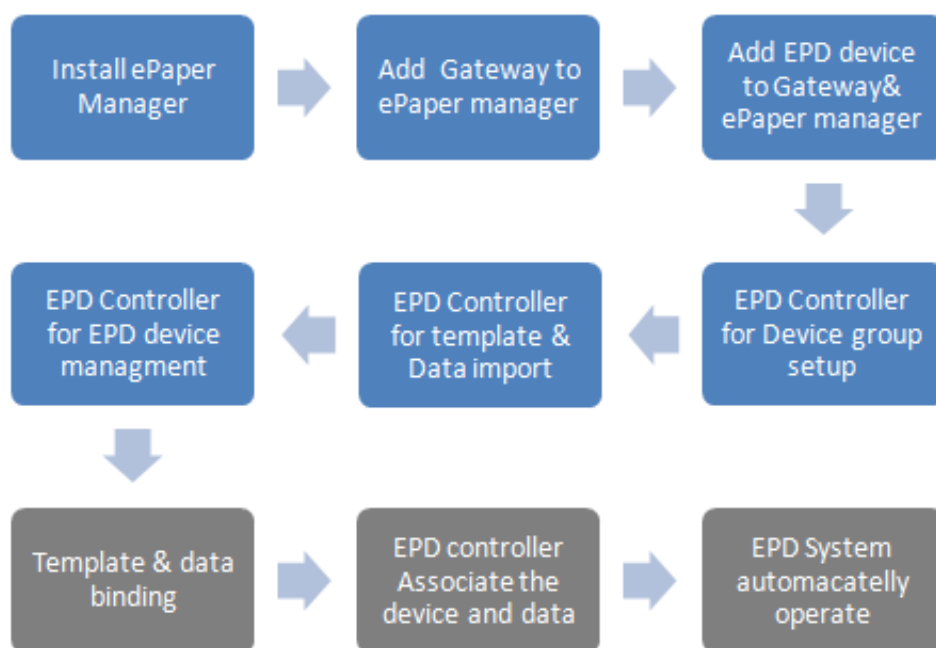 Install ePaper
Manager
Add Gateway to
ePaper manager
Add EPD device
to Gateway&
ePaper manager
EPD Controller
for Device group
setup
EPD Controller
for template &
Data import
EPD Controller
for EPD device
managment
Template & data
binding
EPD controller
Associate the
device and data
EPD System
automacatelly
operate